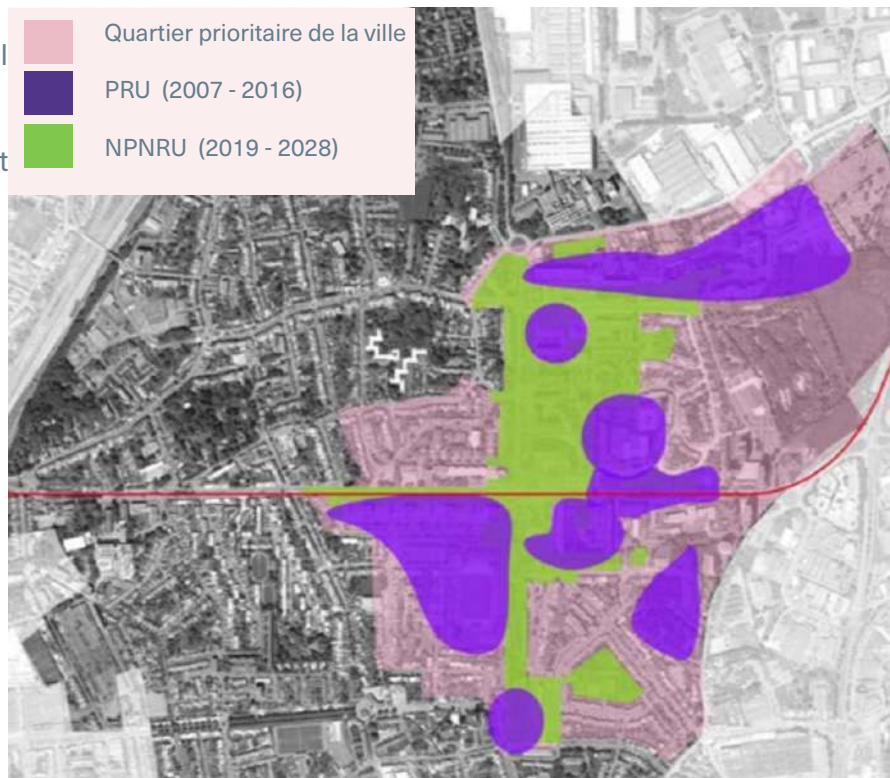 l
Quartier prioritaire de la ville
PRU (2007 - 2016)
NPNRU (2019 - 2028)
t